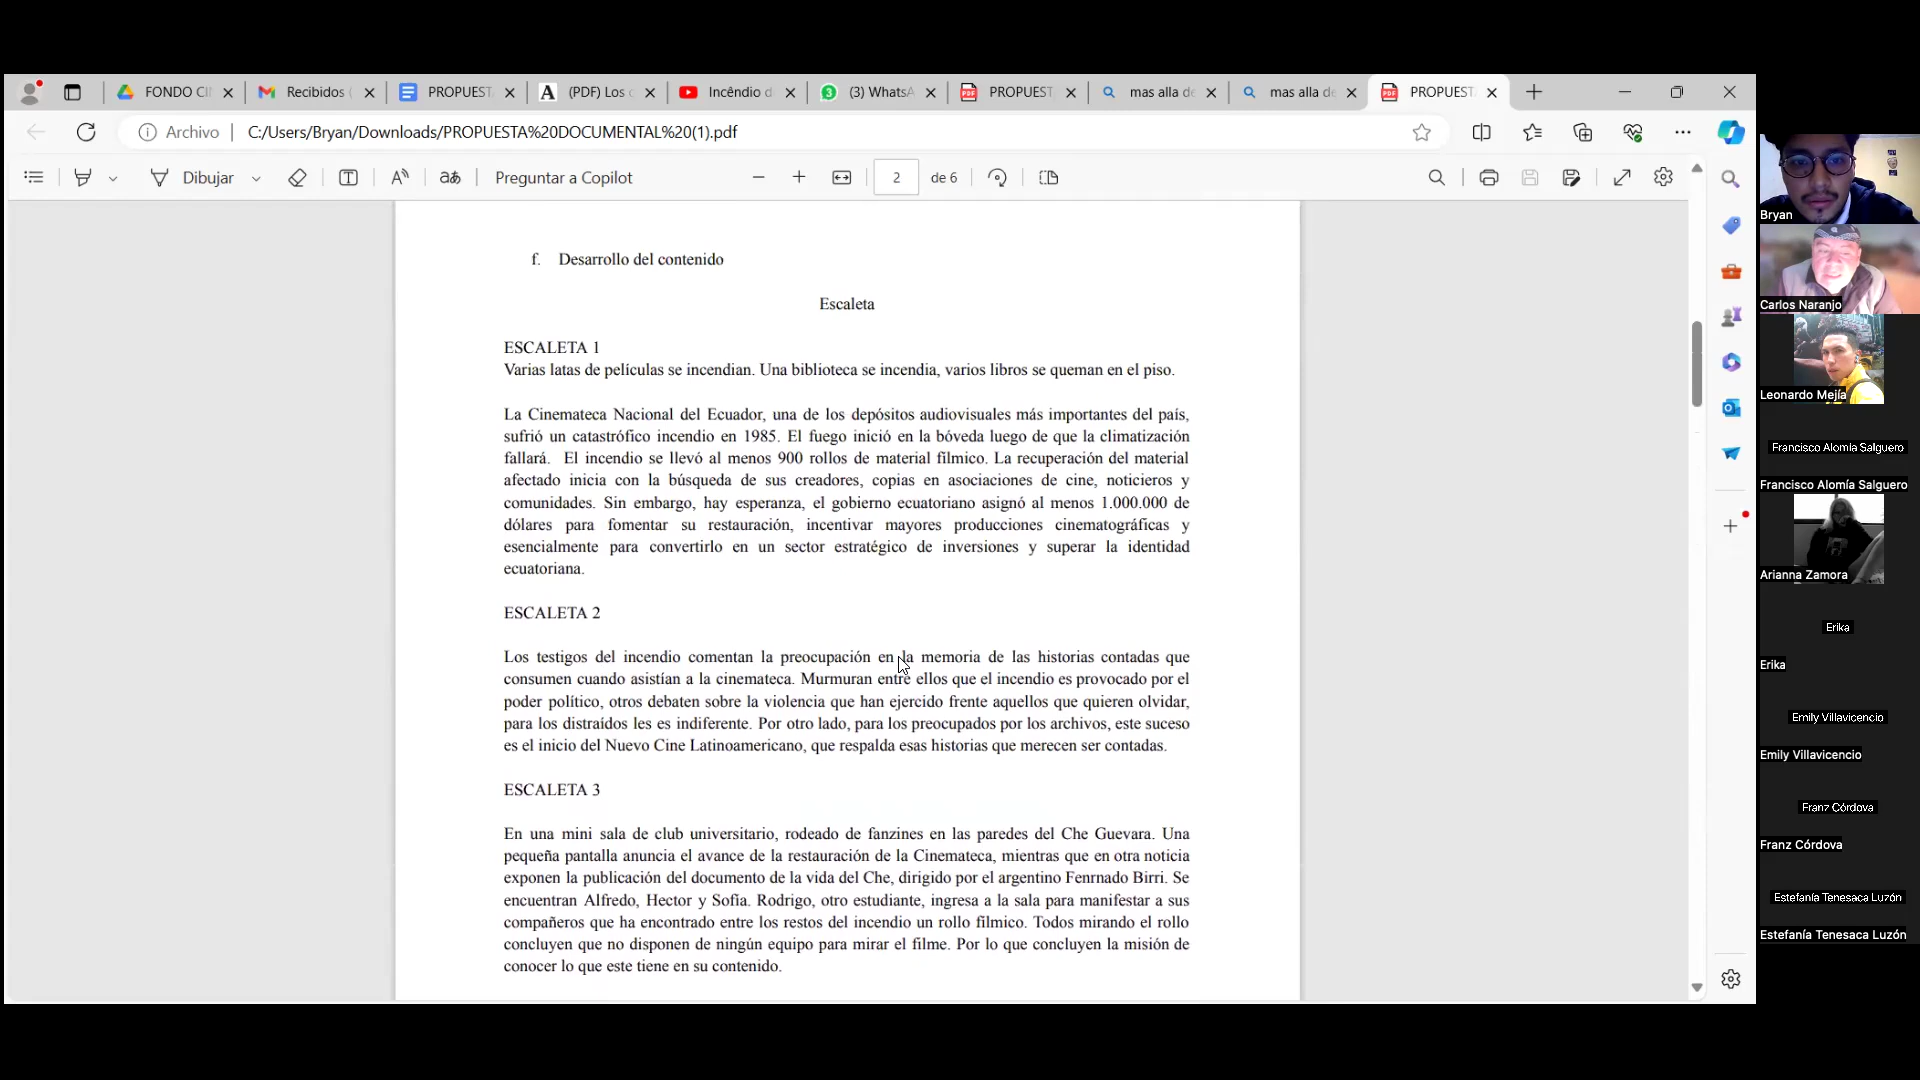 FONDO CI
Recibidos (
PROPUEST
(PDF) Los c
Incêndio d
(3) WhatsA
PROPUEST
mas alla de
mas alla de
PROPUEST
Archivo
C:/Users/Bryan/Downloads/PROPUESTA%20DOCUMENTAL%20(1).pdf
Dibujar
Preguntar a Copilot
2
de 6
f. Desarrollo del contenido
Escaleta
ESCALETA 1
Varias latas de películas se incendian. Una biblioteca se incendia, varios libros se queman en el piso.
La Cinemateca Nacional del Ecuador, una de los depósitos audiovisuales más importantes del país,
sufrió un catastrófico incendio en 1985. El fuego inició en la bóveda luego de que la climatización
fallará. El incendio se llevó al menos 900 rollos de material fílmico. La recuperación del material
afectado inicia con la búsqueda de sus creadores, copias en asociaciones de cine, noticieros y
comunidades. Sin embargo, hay esperanza, el gobierno ecuatoriano asignó al menos 1.000.000 de
dólares para fomentar su restauración, incentivar mayores producciones cinematográficas y
esencialmente para convertirlo en un sector estratégico de inversiones y superar la identidad
ecuatoriana.
ESCALETA 2
Los testigos del incendio comentan la preocupación en la memoria de las historias contadas que
consumen cuando asistían a la cinemateca. Murmuran entre ellos que el incendio es provocado por el
poder político, otros debaten sobre la violencia que han ejercido frente aquellos que quieren olvidar,
para los distraídos les es indiferente. Por otro lado, para los preocupados por los archivos, este suceso
es el inicio del Nuevo Cine Latinoamericano, que respalda esas historias que merecen ser contadas.
ESCALETA 3
En una mini sala de club universitario, rodeado de fanzines en las paredes del Che Guevara. Una
pequeña pantalla anuncia el avance de la restauración de la Cinemateca, mientras que en otra noticia
exponen la publicación del documento de la vida del Che, dirigido por el argentino Fenrnado Birri. Se
encuentran Alfredo, Hector y Sofía. Rodrigo, otro estudiante, ingresa a la sala para manifestar a sus
compañeros que ha encontrado entre los restos del incendio un rollo fílmico. Todos mirando el rollo
concluyen que no disponen de ningún equipo para mirar el filme. Por lo que concluyen la misión de
conocer lo que este tiene en su contenido.
Bryan
Carlos Naranjo
Leonardo Mejía
Francisco Alomía Salguero
Francisco Alomía Salguero
Arianna Zamora
Erika
Erika
Emily Villavicencio
Emily Villavicencio
Franz Córdova
Franz Córdova
Estefanía Tenesaca Luzón
Estefanía Tenesaca Luzón